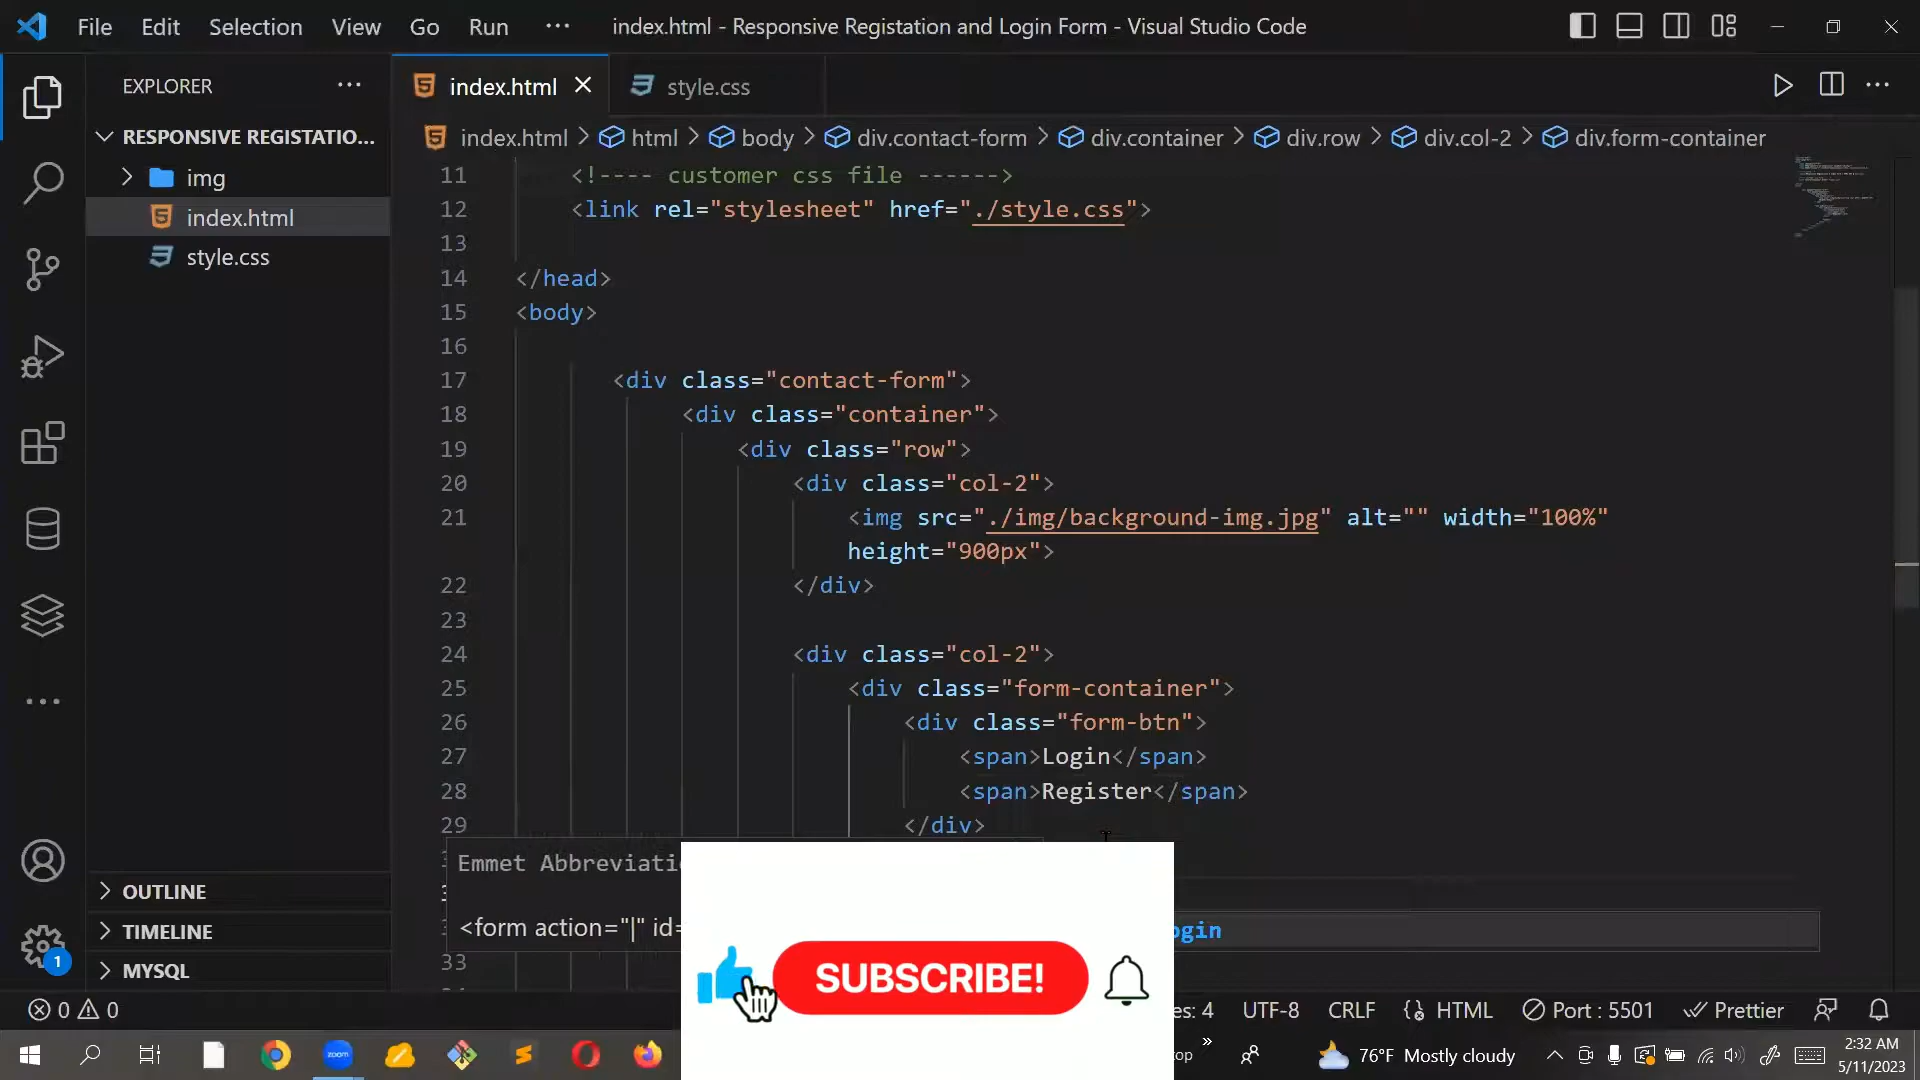 File Edit Selection View Go Run ··· index.html - Responsive Registation and Login Form - Visual Studio Code
EXPLORER ···
RESPONSIVE REGISTATIO...
img
index.html
style.css
OUTLINE
TIMELINE
MYSQL
index.html style.css
index.html > html > body > div.contact-form > div.container > div.row > div.col-2 > div.form-container
11 <!---- customer css file ------>
12 <link rel="stylesheet" href="./style.css">
13
14 </head>
15 <body>
16
17 <div class="contact-form">
18 <div class="container">
19 <div class="row">
20 <div class="col-2">
21 <img src="./img/background-img.jpg" alt="" width="100%"
height="900px">
22 </div>
23
24 <div class="col-2">
25 <div class="form-container">
26 <div class="form-btn">
27 <span>Login</span>
28 <span>Register</span>
29 </div>
Emmet
<form action="|" id=
33
SUBSCRIBE!
1
0 0 4 UTF-8 CRLF HTML Port : 5501 Prettier
zoom 76°F Mostly cloudy 2:32 AM
5/11/2023